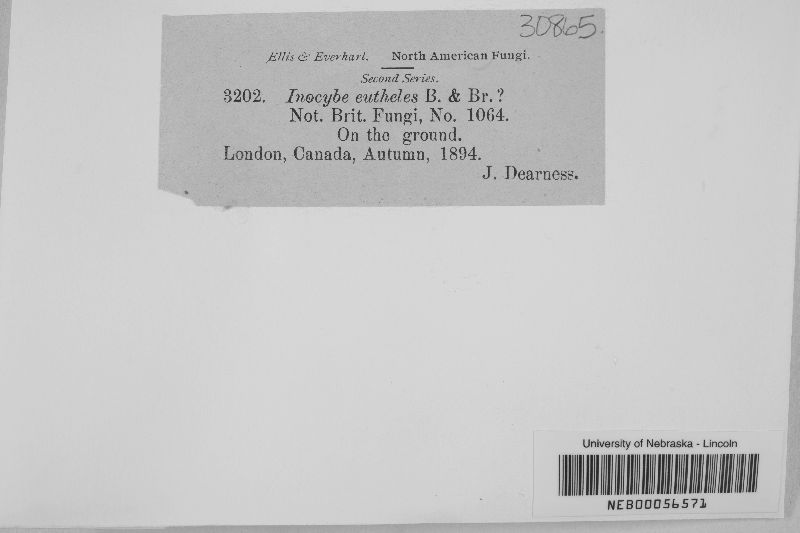 30865.
Ellis & Everhart. North American Fungi.
Second Series.
3202. Inocybe eutheles B. & Br.?
Not. Brit. Fungi, No. 1064.
On the ground.
London, Canada, Autumn, 1894.
J. Dearness.
University of Nebraska - Lincoln
NEB00056571